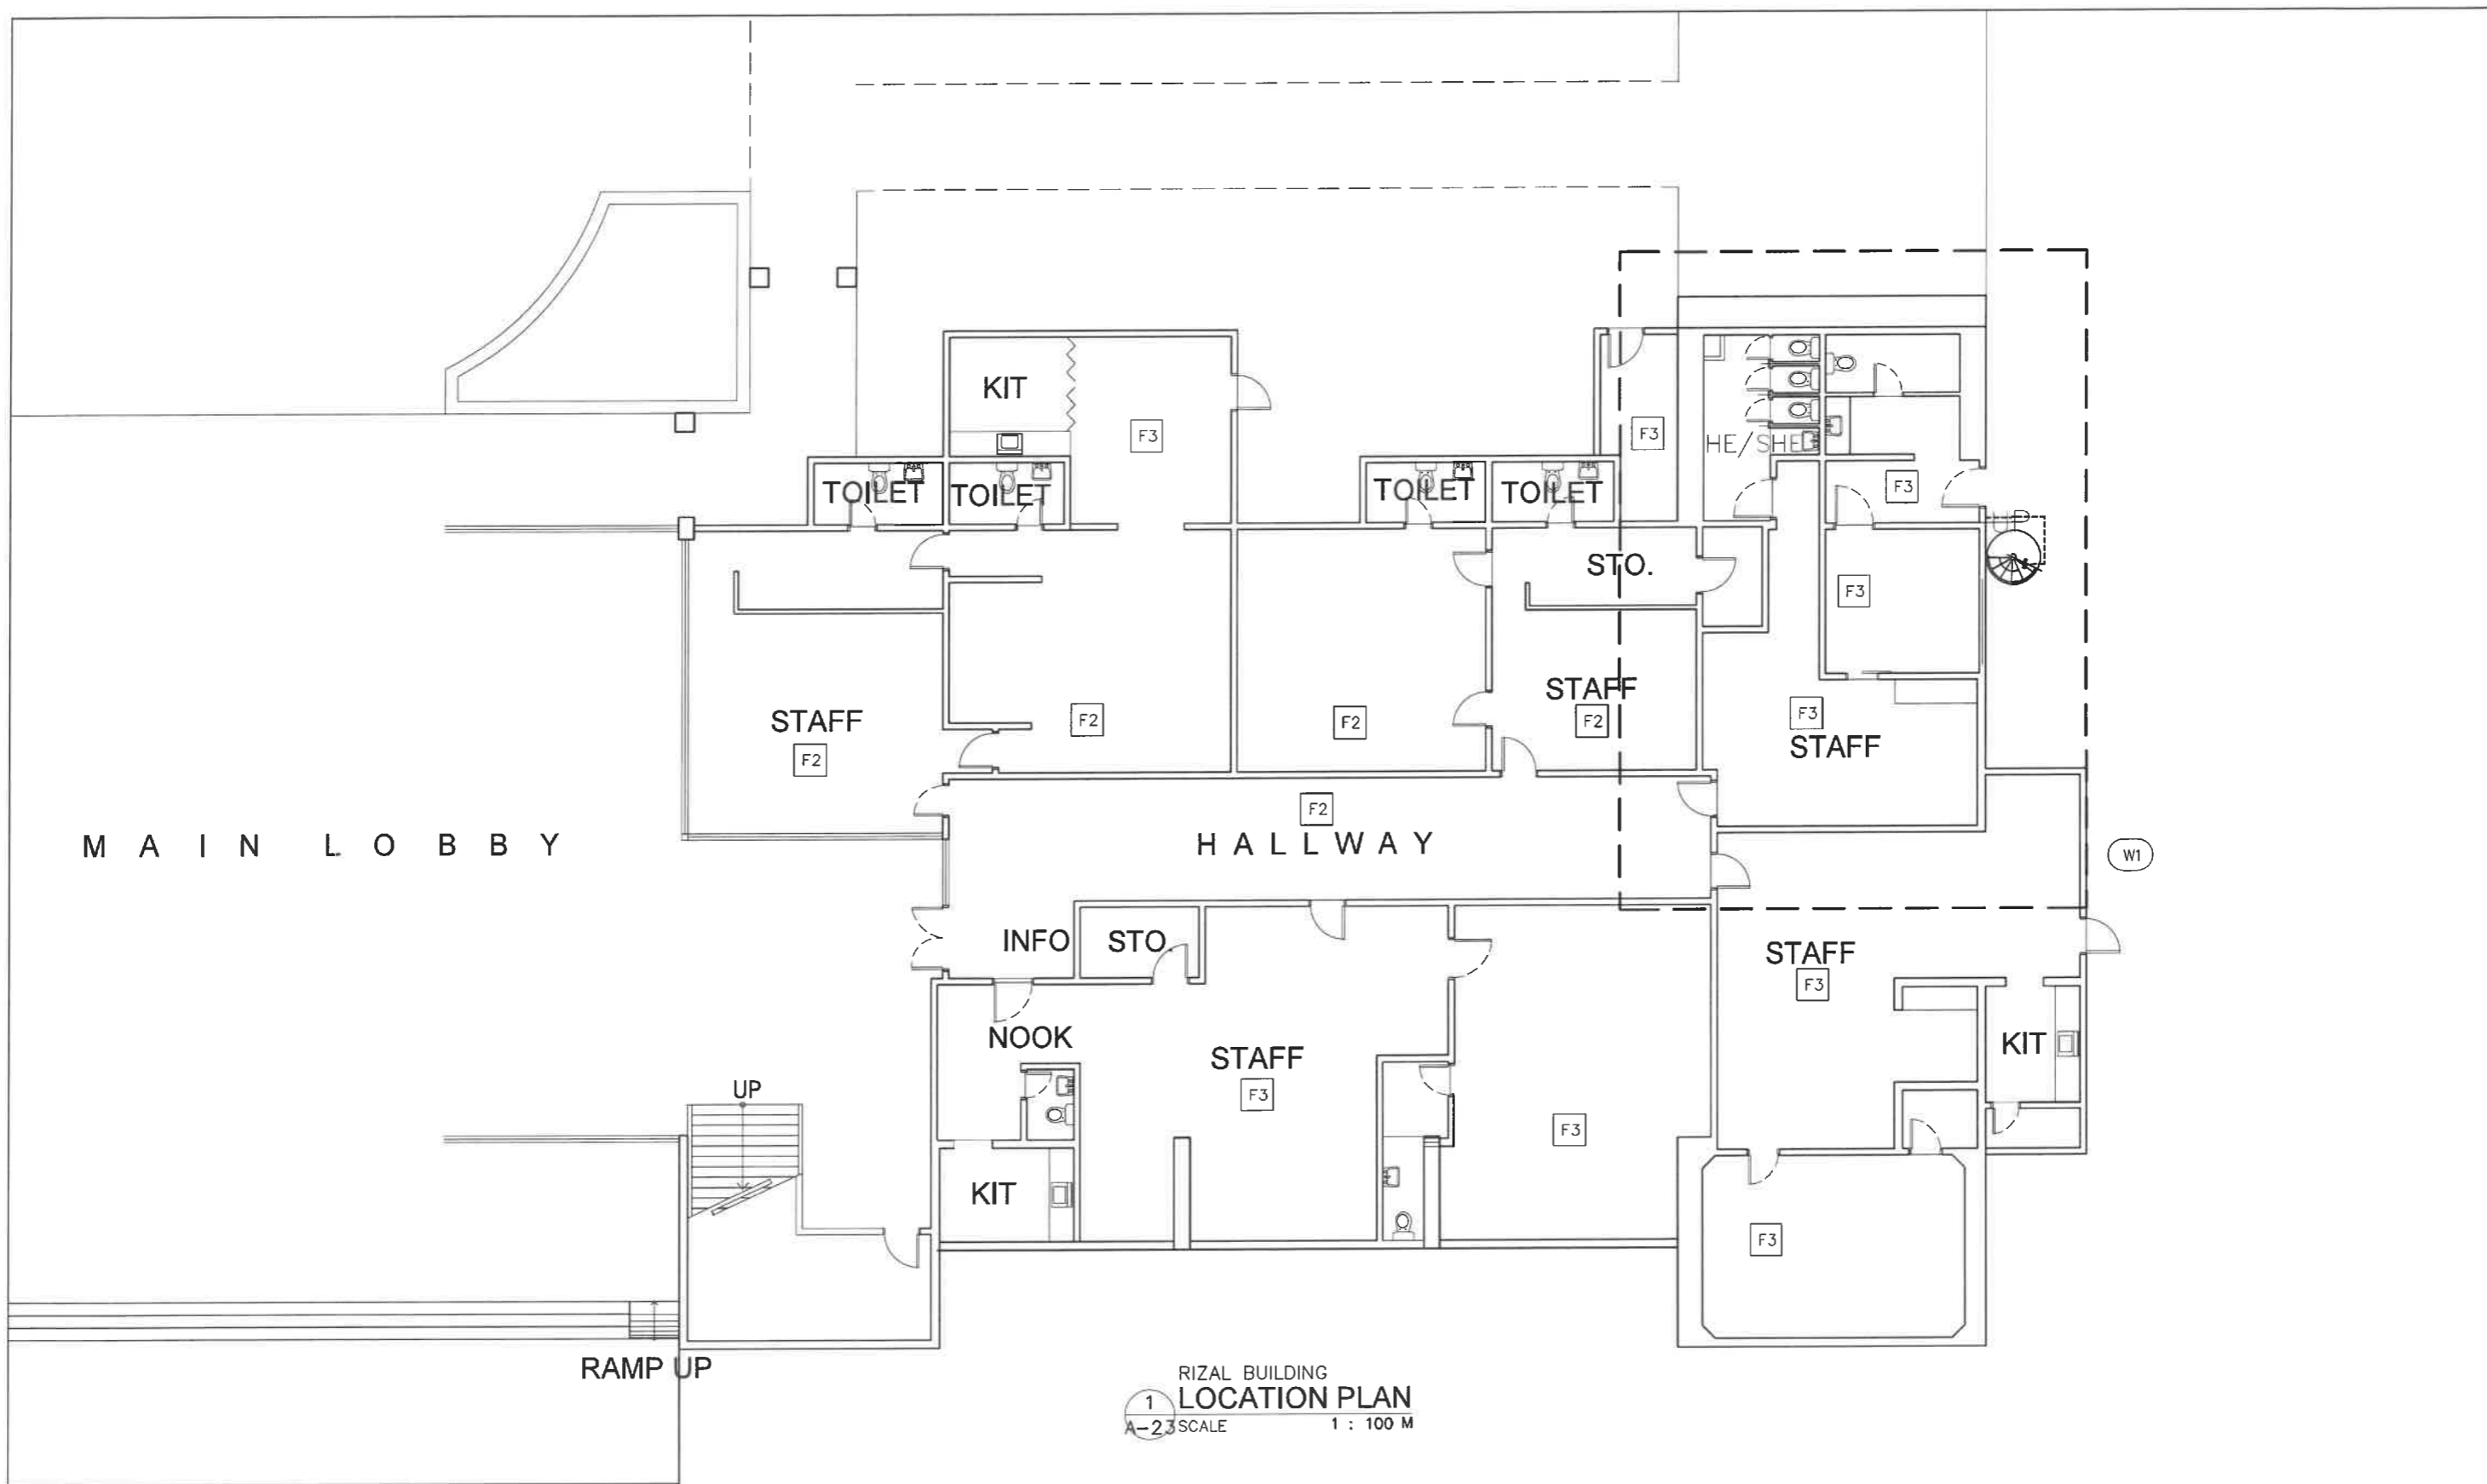 KIT
F3
F3
HE/SHE
TOILET
TOILET
TOILET
TOILET
F3
UP
STO.
F3
STAFF
F2
F2
F2
STAFF
F2
F3
STAFF
F2
MAIN LOBBY
HALLWAY
W1
INFO
STO.
STAFF
F3
NOOK
STAFF
F3
KIT
UP
F3
KIT
F3
RAMP UP
RIZAL BUILDING
1
LOCATION PLAN
A-23 SCALE 1 : 100 M